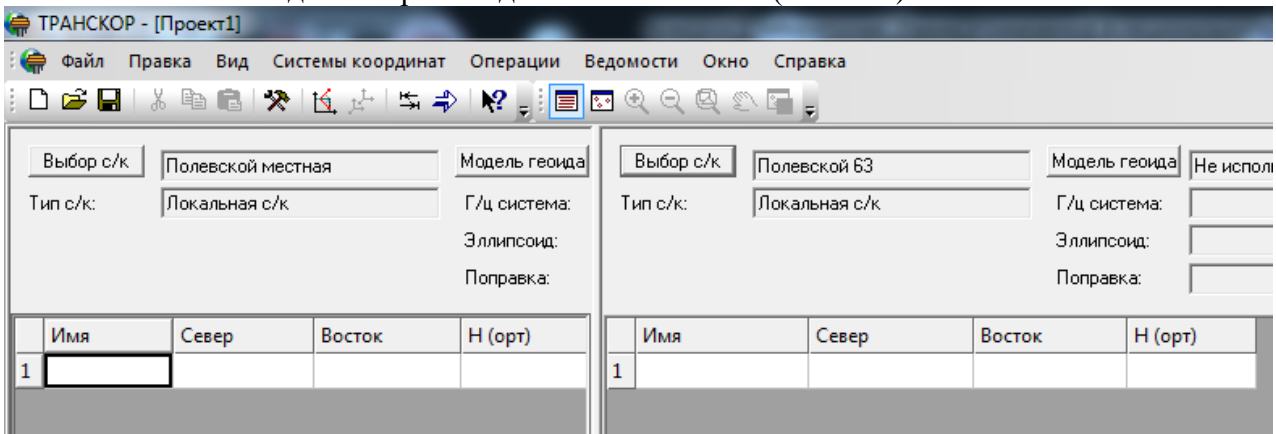 ТРАНСКОР - [Проект1]
Файл Правка Вид Системы координат Операции Ведомости Окно Справка
Выбор с/к Полевской местная Модель геоида Выбор с/к Полевской 63 Модель геоида Не испол
Тип с/к: Локальная с/к Г/ц система: Тип с/к: Локальная с/к Г/ц система:
Эллипсоид: Эллипсоид:
Поправка: Поправка:
Имя Север Восток Н (орт) Имя Север Восток Н (орт)
1 1